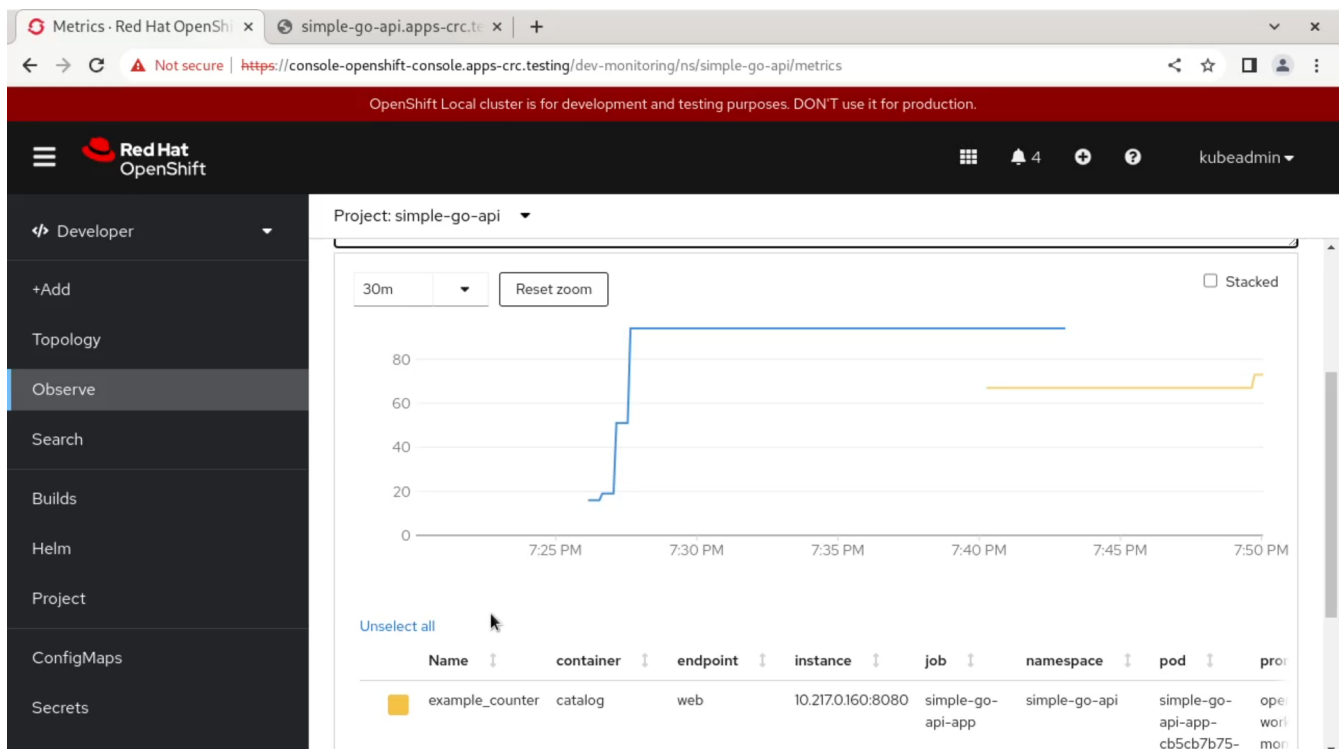 Metrics · Red Hat OpenShi
simple-go-api.apps-crc.te
Not secure https://console-openshift-console.apps-crc.testing/dev-monitoring/ns/simple-go-api/metrics
OpenShift Local cluster is for development and testing purposes. DON'T use it for production.
Red Hat
OpenShift
4
kubeadmin
Developer
+Add
Topology
Observe
Search
Builds
Helm
Project
ConfigMaps
Secrets
Project: simple-go-api
30m
Reset zoom
Stacked
80
60
40
20
0
7:25 PM 7:30 PM 7:35 PM 7:40 PM 7:45 PM 7:50 PM
Unselect all
Name container endpoint instance job namespace pod pro
example_counter catalog web 10.217.0.160:8080 simple-go- simple-go-api simple-go- ope
api-app api-app- wor
cb5cb7b75- mon